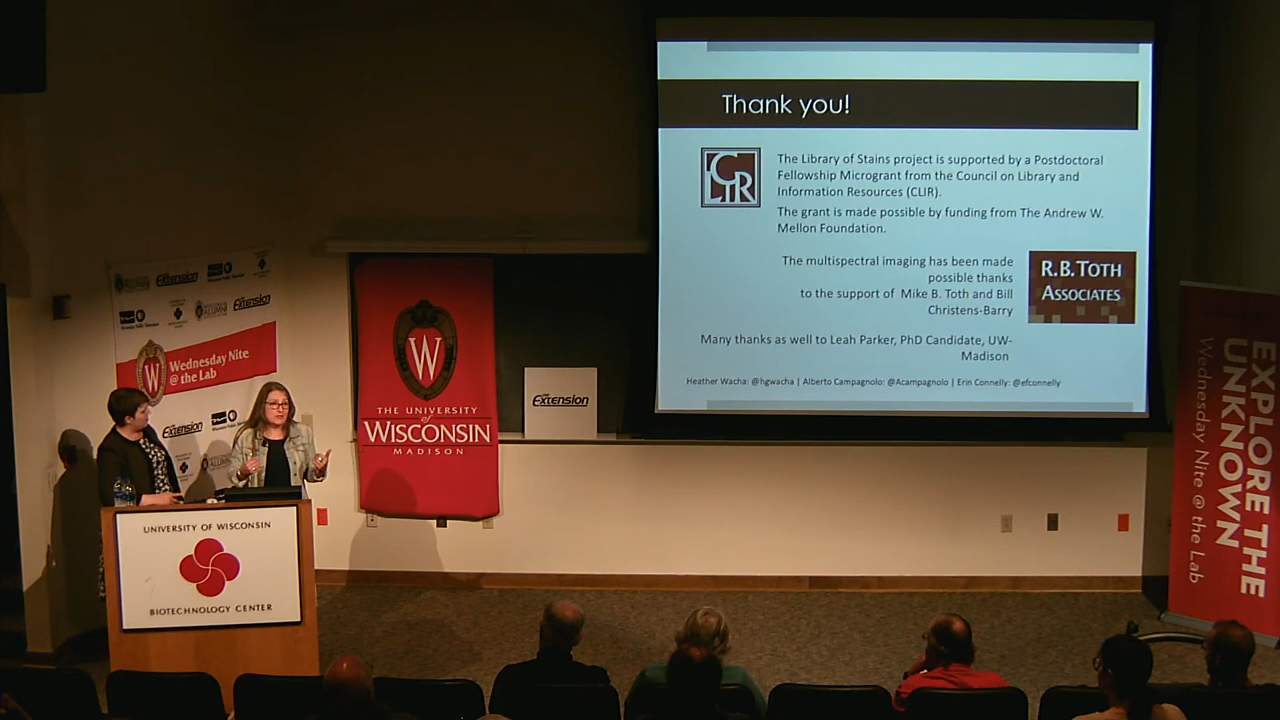 Thank you!
CLIR
The Library of Stains project is supported by a Postdoctoral
Fellowship Microgrant from the Council on Library and
Information Resources (CLIR).
The grant is made possible by funding from The Andrew W.
Mellon Foundation.
The multispectral imaging has been made
possible thanks
to the support of Mike B. Toth and Bill
Christens-Barry
R.B.TOTH
ASSOCIATES
Many thanks as well to Leah Parker, PhD Candidate, UW-
Madison
Heather Wacha: @hgwacha | Alberto Campagnolo: @Acampagnolo | Erin Connelly: @efconnelly
Extension
ALUMNI
Extension
W
Wednesday Nite
@ the Lab
Extension
W
THE UNIVERSITY
of
WISCONSIN
MADISON
Extension
UNIVERSITY OF WISCONSIN
BIOTECHNOLOGY CENTER
EXPLORE THE
UNKNOWN
Wednesday Nite @ the Lab